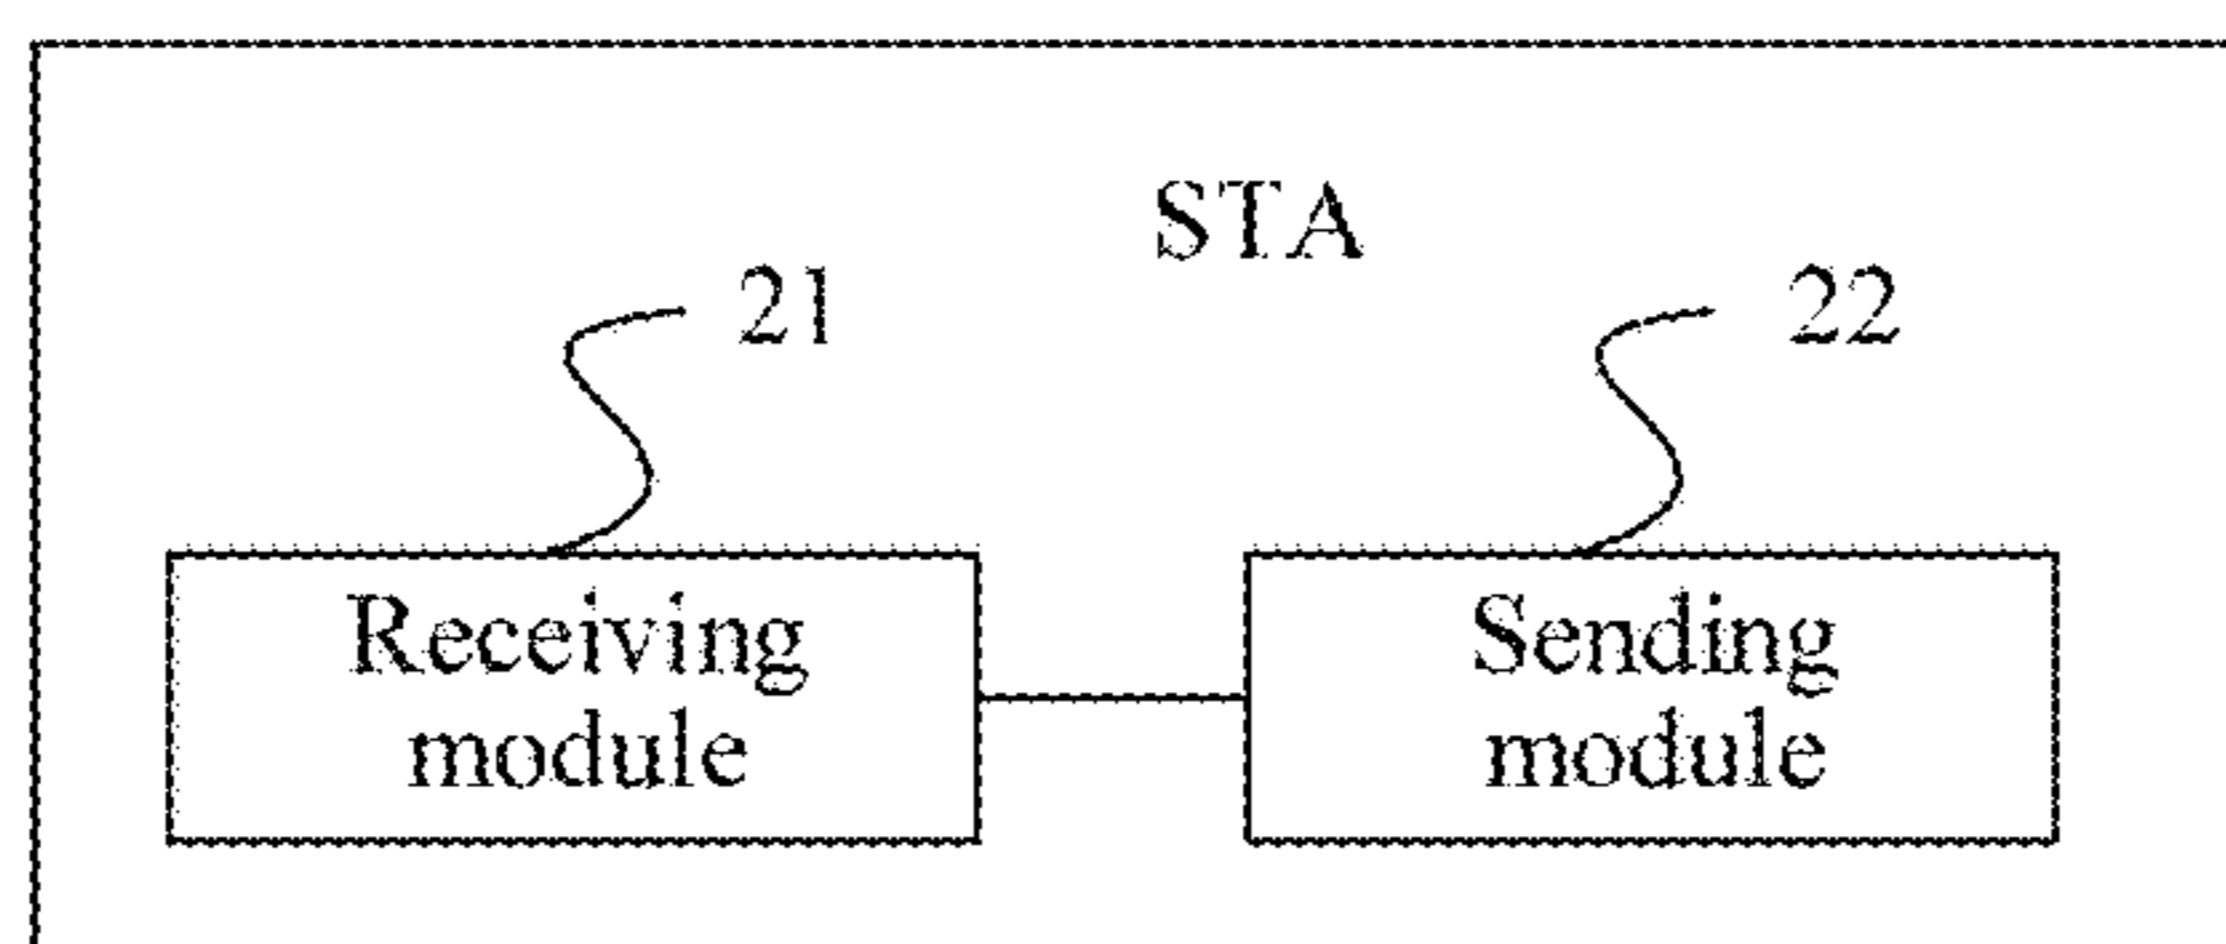 STA
21
22
Receiving
module
Sending
module